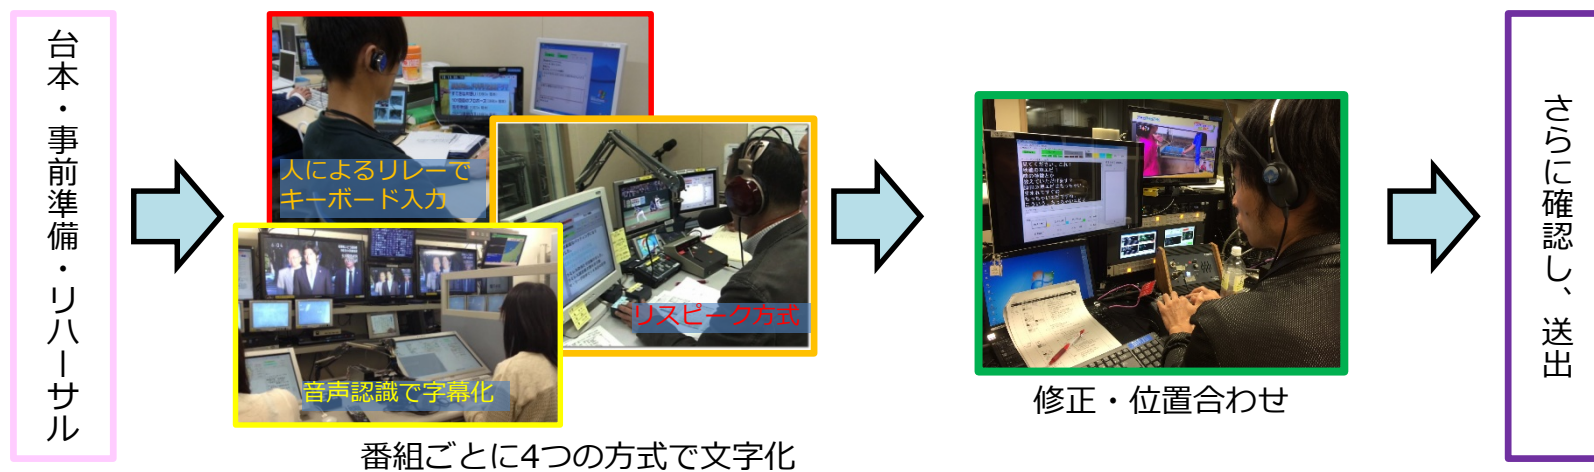 台本・事前準備・リハーサル
人によるリレーで
キーボード入力
リスピーク方式
音声認識で字幕化
番組ごとに4つの方式で文字化
修正・位置合わせ
さらに確認し、送出